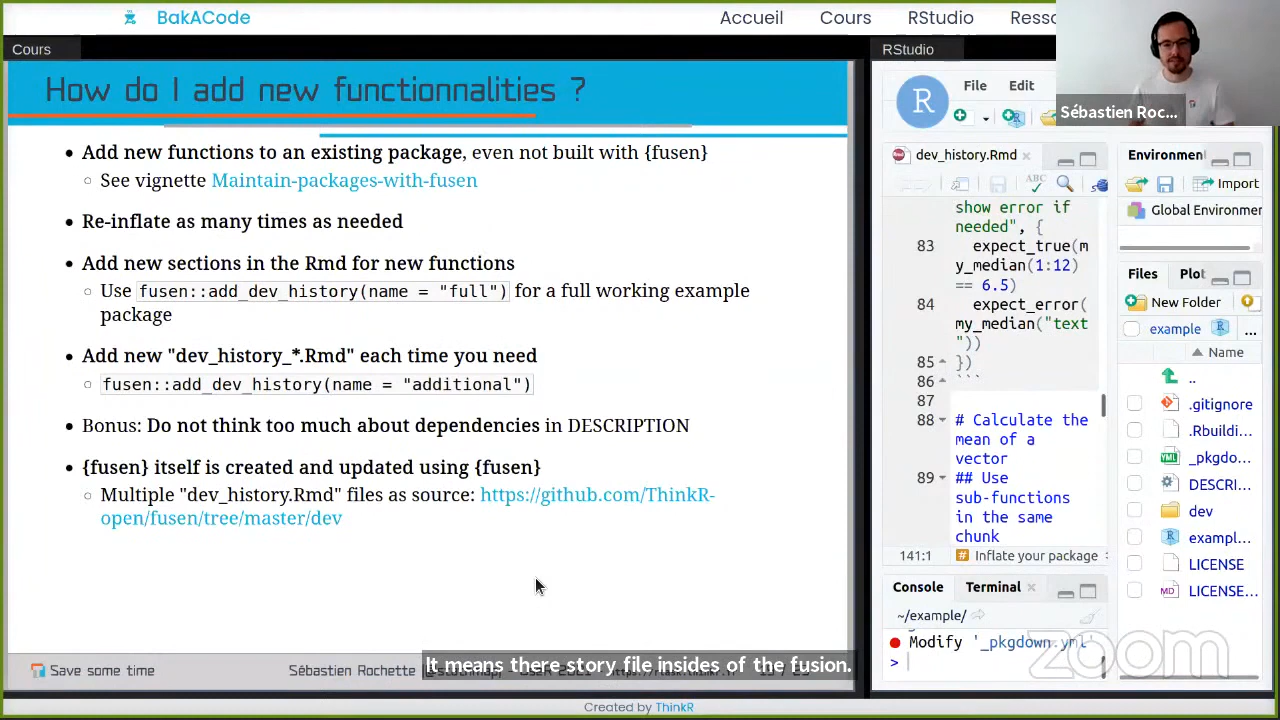 BakACode
Accueil
Cours
RStudio
Cours
RStudio
How do I add new functionnalities ?
• Add new functions to an existing package, even not built with {fusen}
○ See vignette Maintain-packages-with-fusen
• Re-inflate as many times as needed
• Add new sections in the Rmd for new functions
○ Use fusen::add_dev_history(name = "full") for a full working example
package
• Add new "dev_history_*.Rmd" each time you need
○ fusen::add_dev_history(name = "additional")
• Bonus: Do not think too much about dependencies in DESCRIPTION
• {fusen} itself is created and updated using {fusen}
○ Multiple "dev_history.Rmd" files as source: https://github.com/ThinkR-
open/fusen/tree/master/dev
Save some time
Sébastien Rochette
It means there story file insides of the fusion.
Created by ThinkR
R
File
Edit
Sébastien Roc...
dev_history.Rmd
ABC
show error if
needed", {
83 expect_true(m
y_median(1:12)
== 6.5)
84 expect_error(
my_median("text
"))
85 })
86 ```
87
88 # Calculate the
mean of a
vector
89 ## Use
sub-functions
in the same
chunk
141:1 # Inflate your package
Console
Terminal
~/example/
Modify '_pkgdown.yml'
>
Environmen
Import
Global Environmer
Files
Plot
New Folder
example
R
...
Name
..
.gitignore
.Rbuildi...
_pkgdo...
DESCRI...
dev
exampl...
LICENSE
LICENSE...
zoom